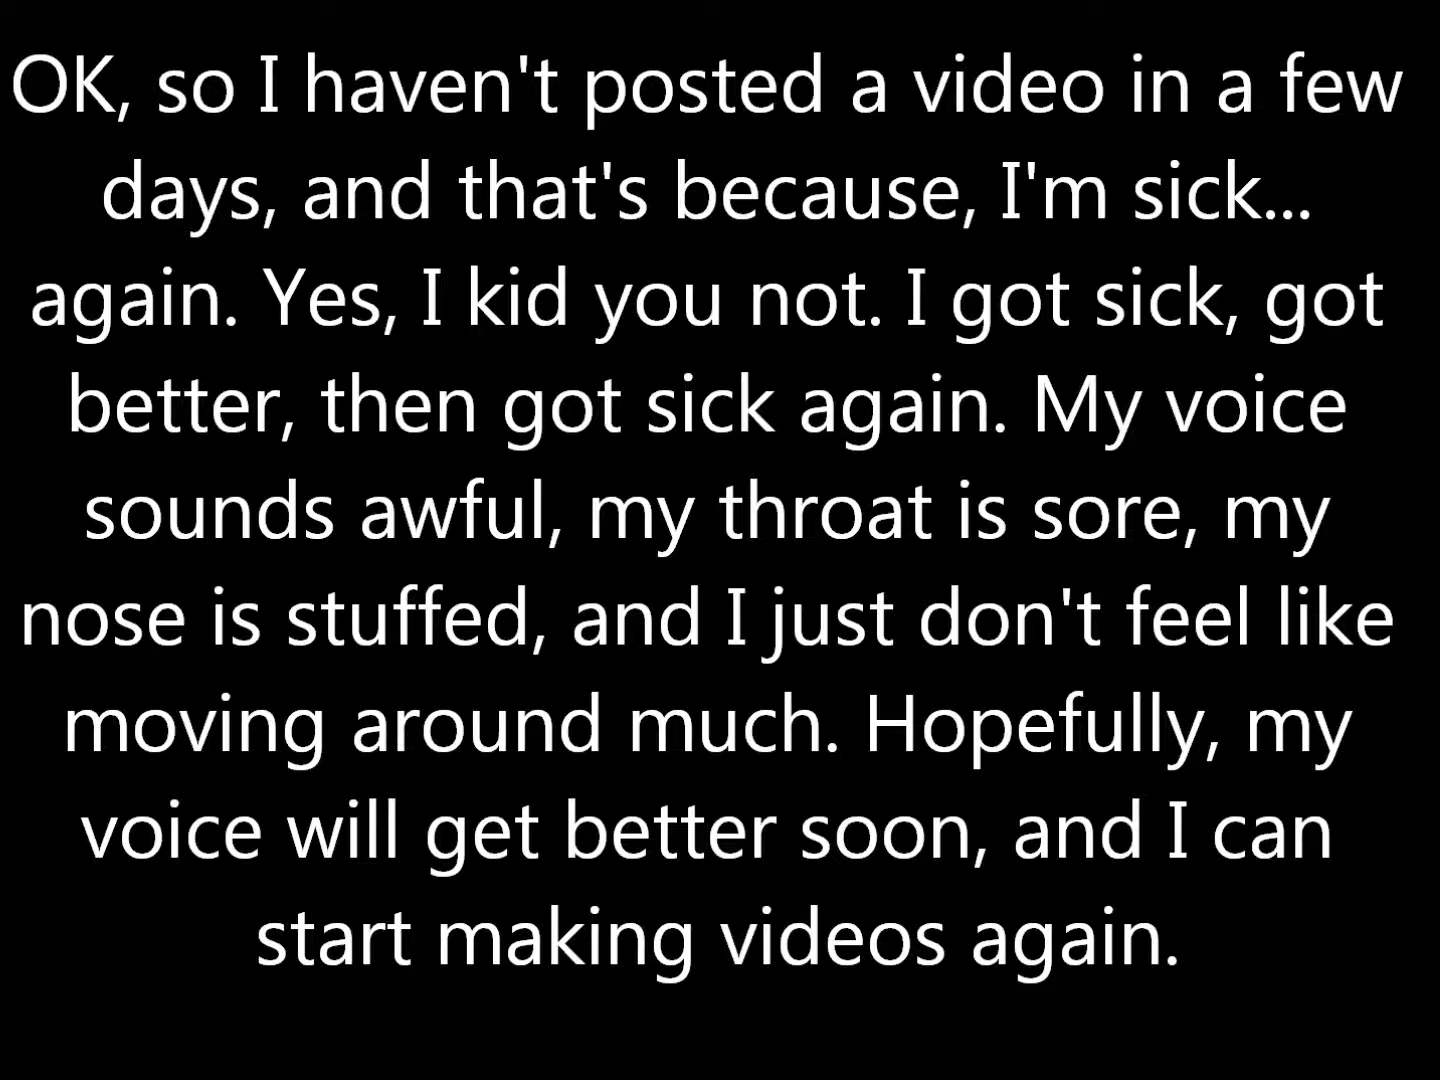 OK, so I haven't posted a video in a few
days, and that's because, I'm sick...
again. Yes, I kid you not. I got sick, got
better, then got sick again. My voice
sounds awful, my throat is sore, my
nose is stuffed, and I just don't feel like
moving around much. Hopefully, my
voice will get better soon, and I can
start making videos again.